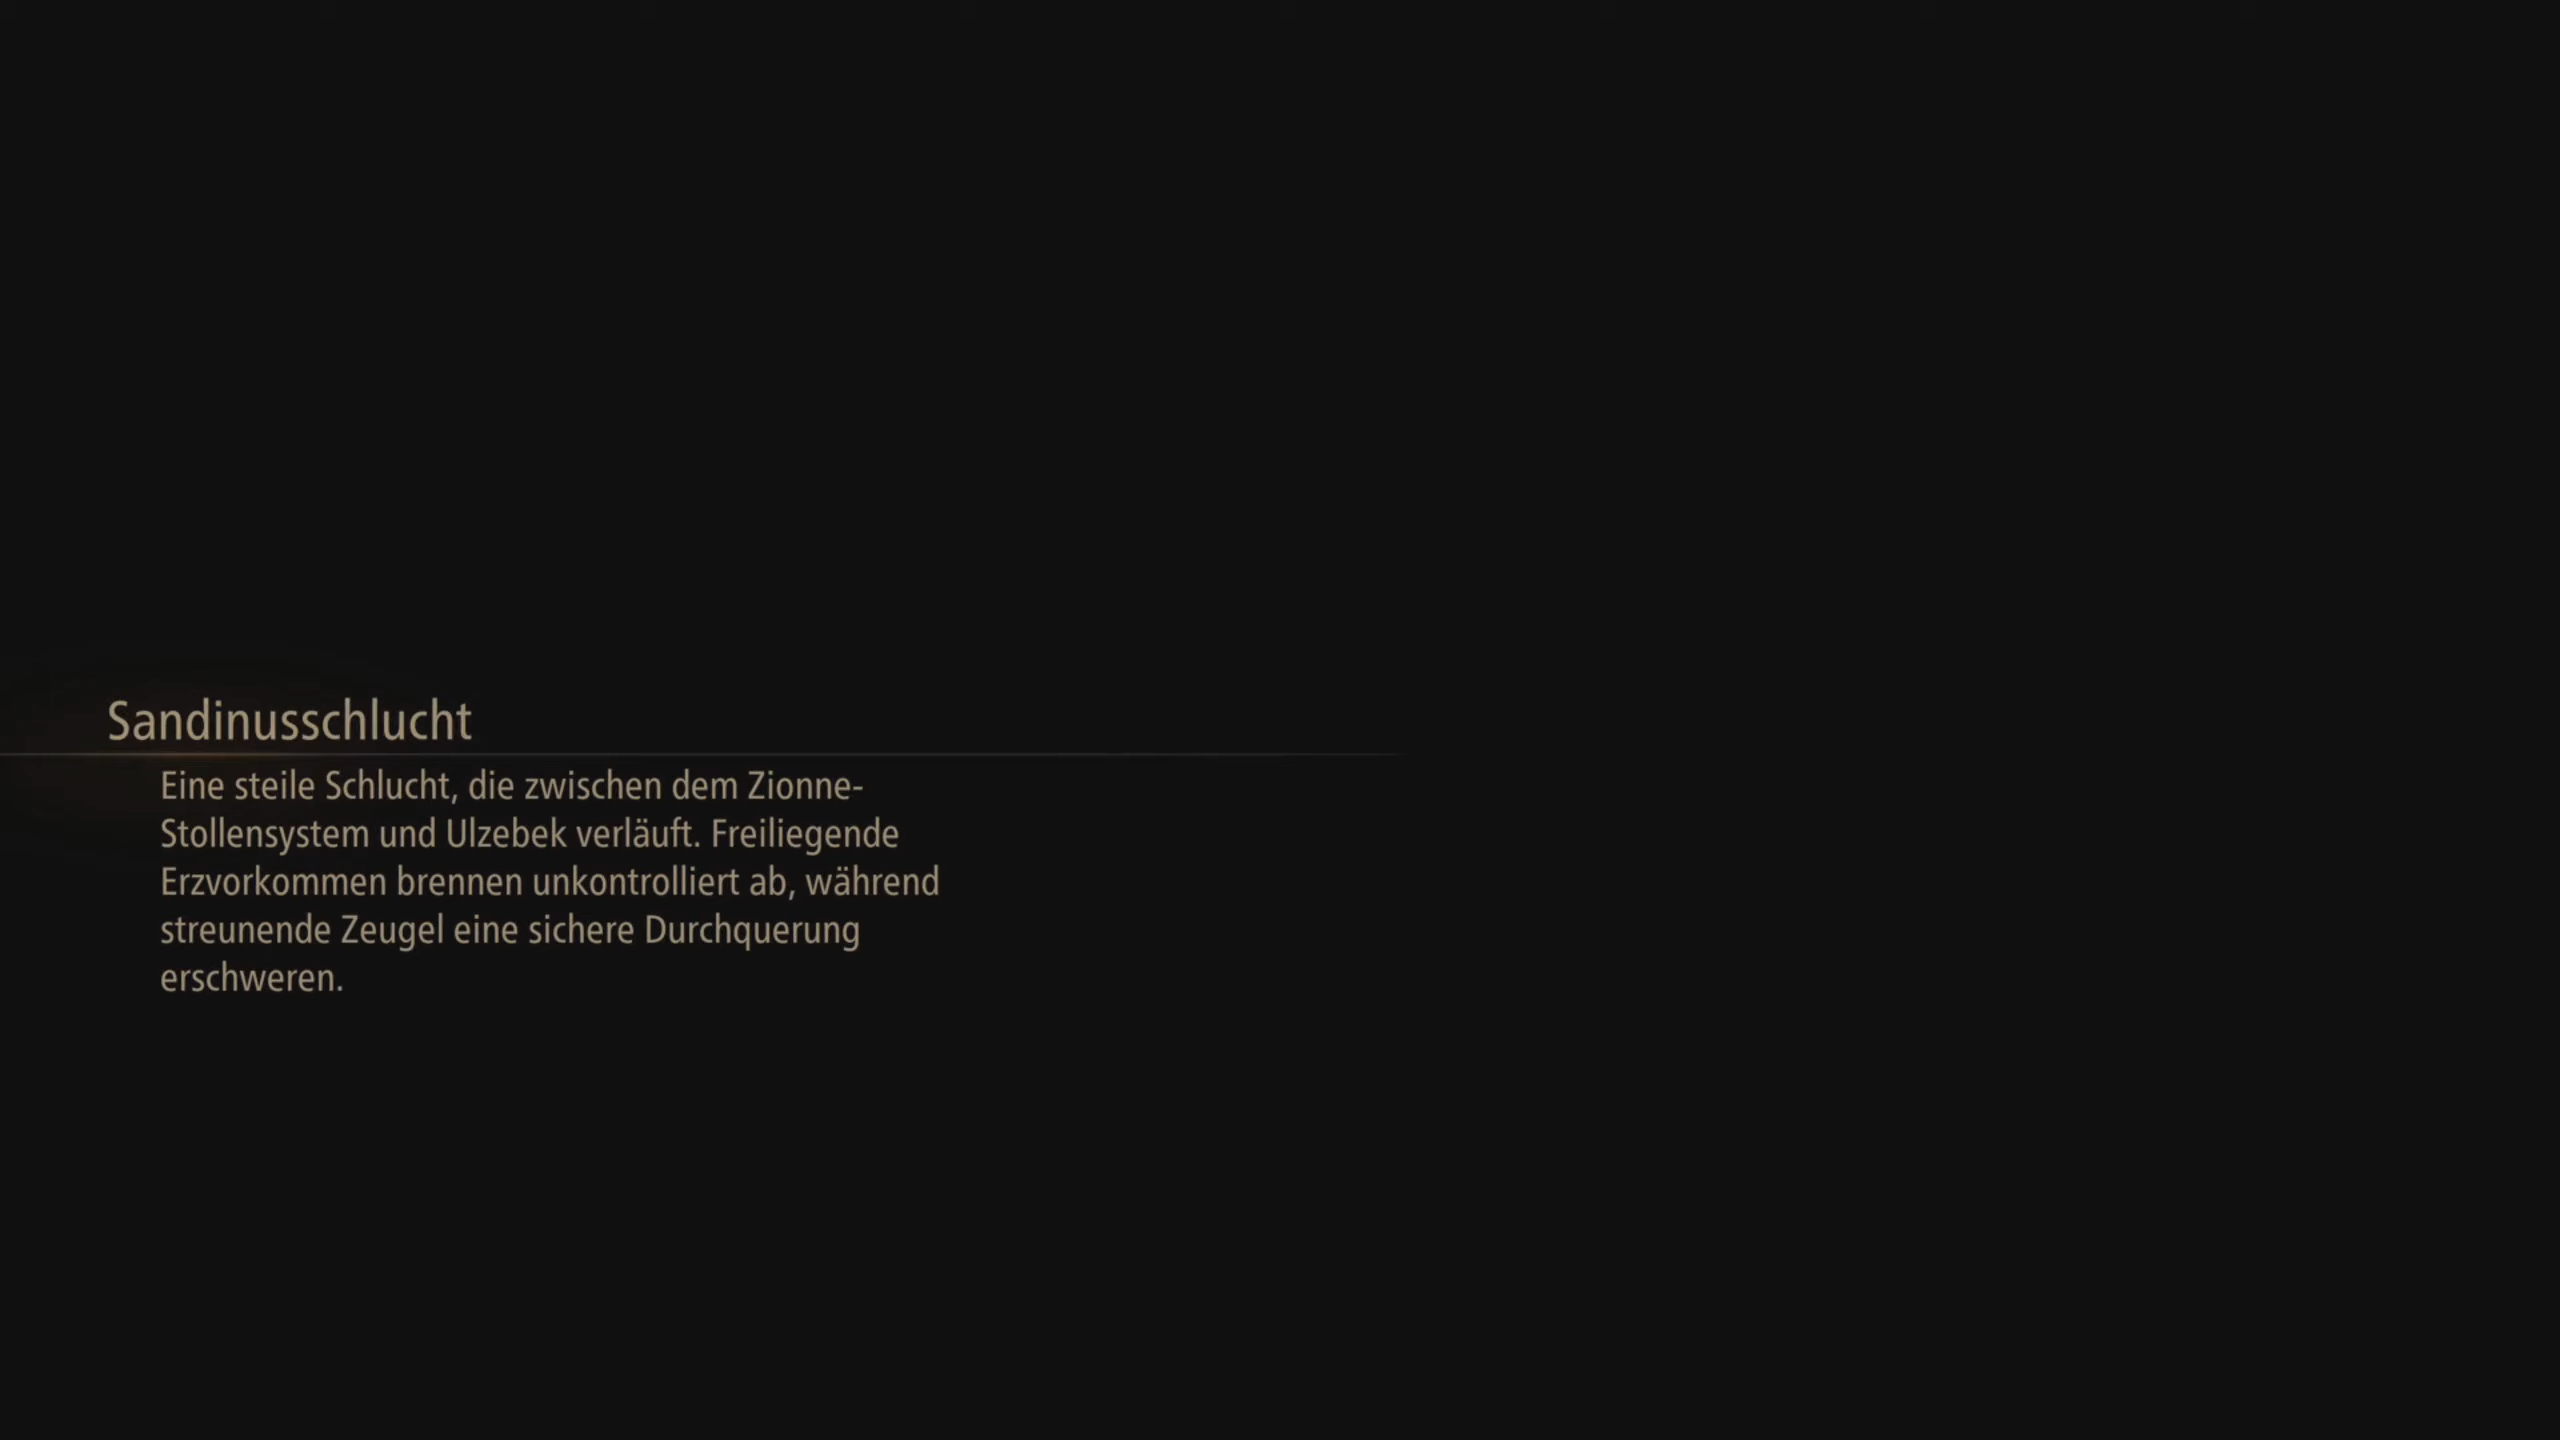 Sandinusschlucht
Eine steile Schlucht, die zwischen dem Zionne-
Stollensystem und Ulzebek verläuft. Freiliegende
Erzvorkommen brennen unkontrolliert ab, während
streunende Zeugel eine sichere Durchquerung
erschweren.